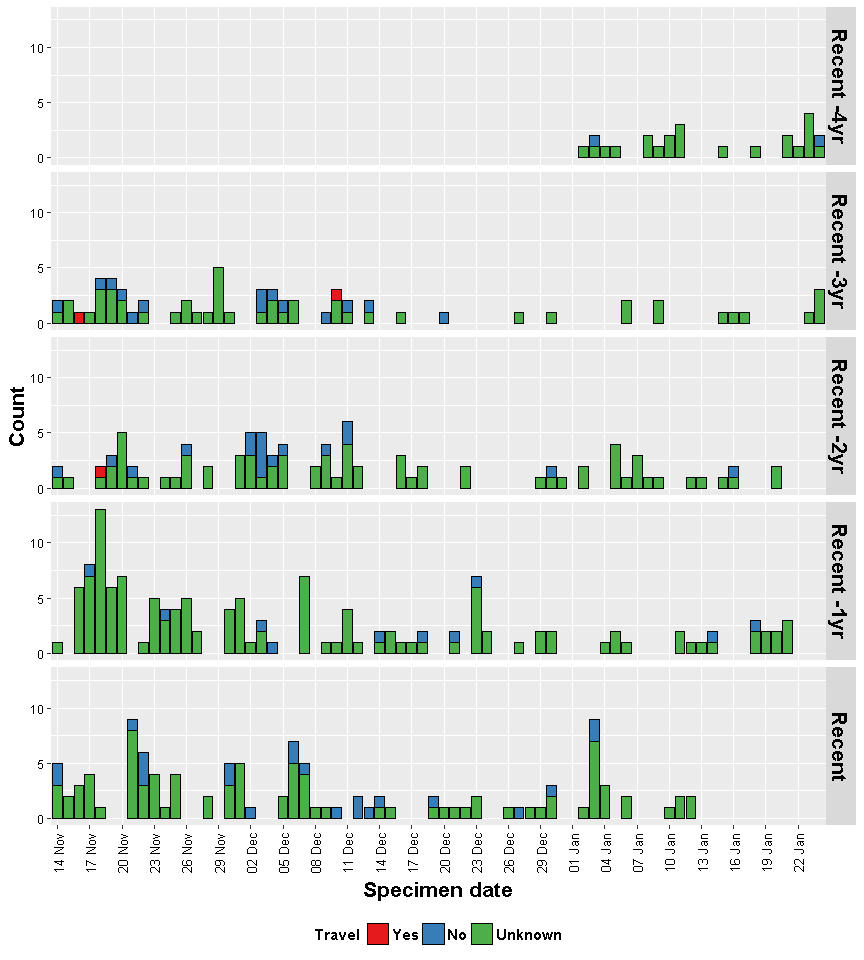 Recent -4yr
10
5
0
Recent -3yr
10
5
0
Recent -2yr
10
5
0
Recent -1yr
10
5
0
Recent
10
5
0
Count
14 Nov 17 Nov 20 Nov 23 Nov 26 Nov 29 Nov 02 Dec 05 Dec 08 Dec 11 Dec 14 Dec 17 Dec 20 Dec 23 Dec 26 Dec 29 Dec 01 Jan 04 Jan 07 Jan 10 Jan 13 Jan 16 Jan 19 Jan 22 Jan
Specimen date
Travel Yes No Unknown